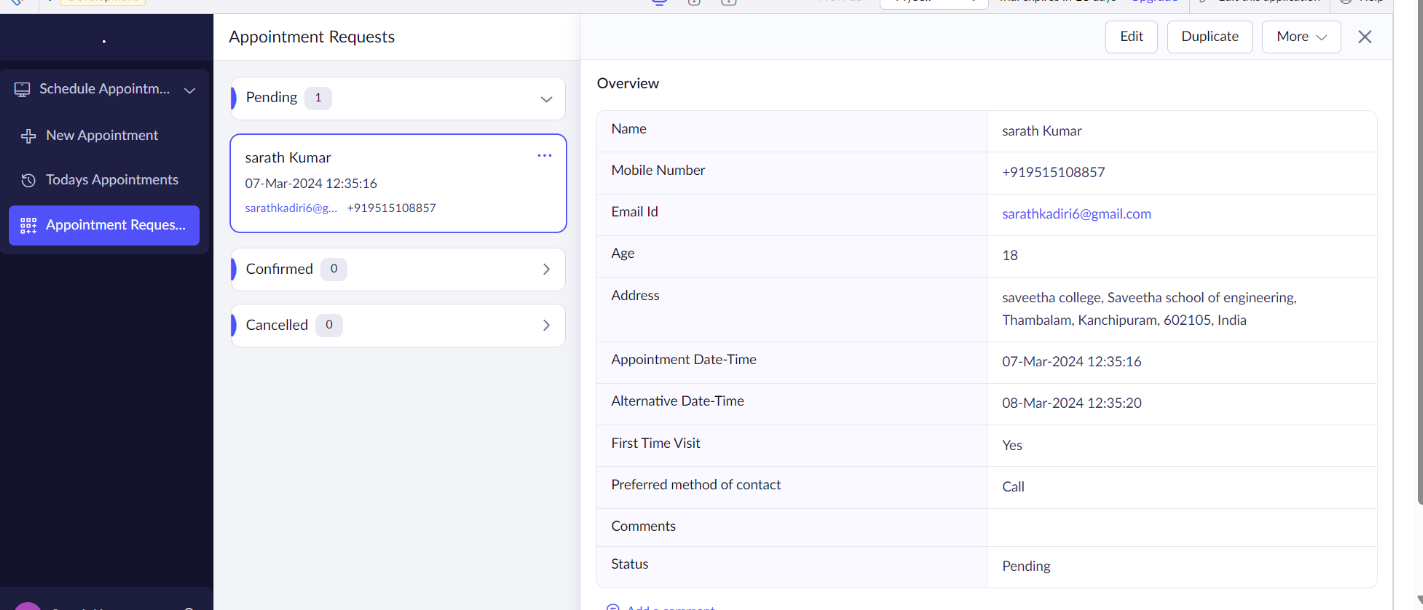 Schedule Appointm...
New Appointment
Todays Appointments
Appointment Reques...
Appointment Requests
Pending 1
sarath Kumar
07-Mar-2024 12:35:16
sarathkadiri6@g... +919515108857
Confirmed 0
Cancelled 0
Edit Duplicate More
Overview
Name sarath Kumar
Mobile Number +919515108857
Email Id sarathkadiri6@gmail.com
Age 18
Address saveetha college, Saveetha school of engineering,
Thambalam, Kanchipuram, 602105, India
Appointment Date-Time 07-Mar-2024 12:35:16
Alternative Date-Time 08-Mar-2024 12:35:20
First Time Visit Yes
Preferred method of contact Call
Comments
Status Pending
Add a comment